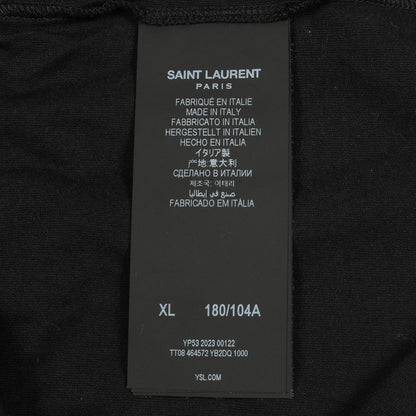 SAINT LAURENT
PARIS
FABRIQUÉ EN ITALIE
MADE IN ITALY
FABBRICATO IN ITALIA
HERGESTELLT IN ITALIEN
HECHO EN ITALIA
イタリア製
产地:意大利
СДЕЛАНО В ИТАЛИИ
제조국: 이태리
صنع في إيطاليا
FABRICADO EM ITÁLIA
XL 180/104A
YP53 2023 00122
TT08 464572 YB2DQ 1000
YSL.COM